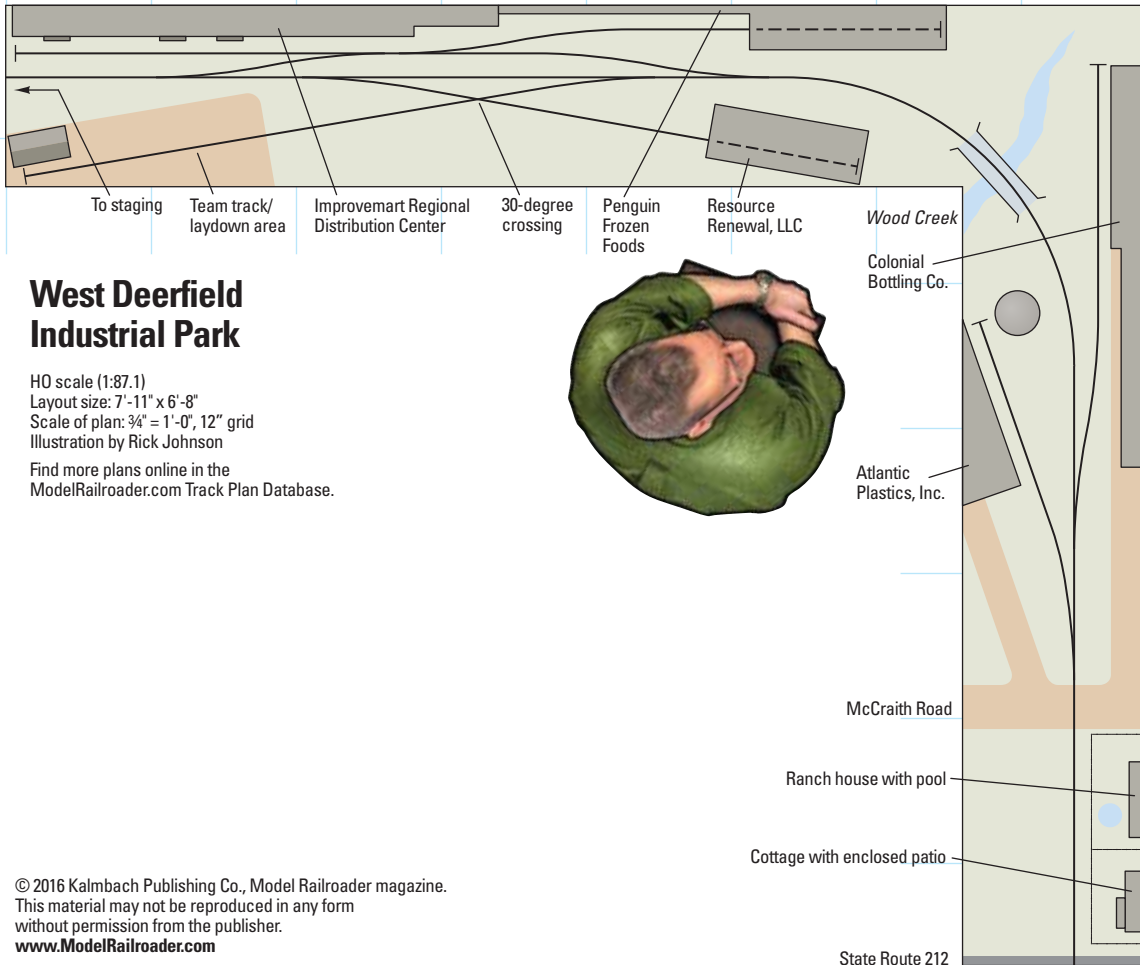 To staging
Team track/
laydown area
Improvemart Regional
Distribution Center
30-degree
crossing
Penguin
Frozen
Foods
Resource
Renewal, LLC
Wood Creek
Colonial
Bottling Co.
West Deerfield
Industrial Park
HO scale (1:87.1)
Layout size: 7'-11" x 6'-8"
Scale of plan: ¾" = 1'-0", 12” grid
Illustration by Rick Johnson
Find more plans online in the
ModelRailroader.com Track Plan Database.
Atlantic
Plastics, Inc.
McCraith Road
Ranch house with pool
Cottage with enclosed patio
© 2016 Kalmbach Publishing Co., Model Railroader magazine.
This material may not be reproduced in any form
without permission from the publisher.
www.ModelRailroader.com
State Route 212